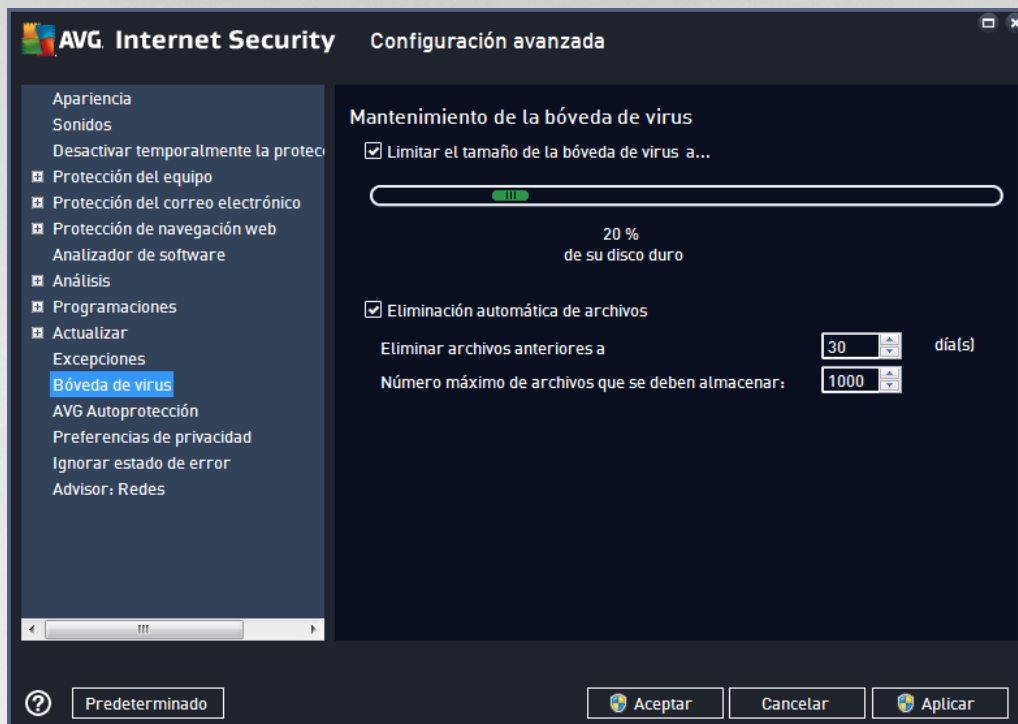 AVG. Internet Security Configuración avanzada
Apariencia
Sonidos
Desactivar temporalmente la protec
Protección del equipo
Protección del correo electrónico
Protección de navegación web
Analizador de software
Análisis
Programaciones
Actualizar
Excepciones
Bóveda de virus
AVG Autoprotección
Preferencias de privacidad
Ignorar estado de error
Advisor: Redes
Mantenimiento de la bóveda de virus
Limitar el tamaño de la bóveda de virus a...
20 %
de su disco duro
Eliminación automática de archivos
Eliminar archivos anteriores a 30 día(s)
Número máximo de archivos que se deben almacenar: 1000
? Predeterminado Aceptar Cancelar Aplicar